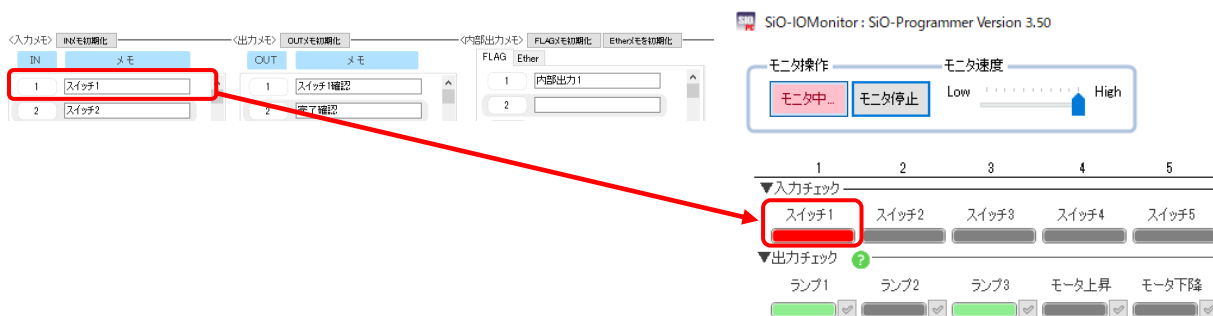 SiO-IOMonitor : SiO-Programmer Version 3.50
<入力メモ> INメモ初期化
<出力メモ> OUTメモ初期化
<内部出力メモ> FLAGメモ初期化 Etherメモを初期化
IN メモ
OUT メモ
FLAG Ether
1 スイッチ1
1 スイッチ1確認
1 内部出力1
2 スイッチ2
2 完了確認
2
モニタ操作
モニタ速度
モニタ中... モニタ停止 Low High
1 2 3 4 5
▼入力チェック
スイッチ1 スイッチ2 スイッチ3 スイッチ4 スイッチ5
▼出力チェック ?
ランプ1 ランプ2 ランプ3 モータ上昇 モータ下降